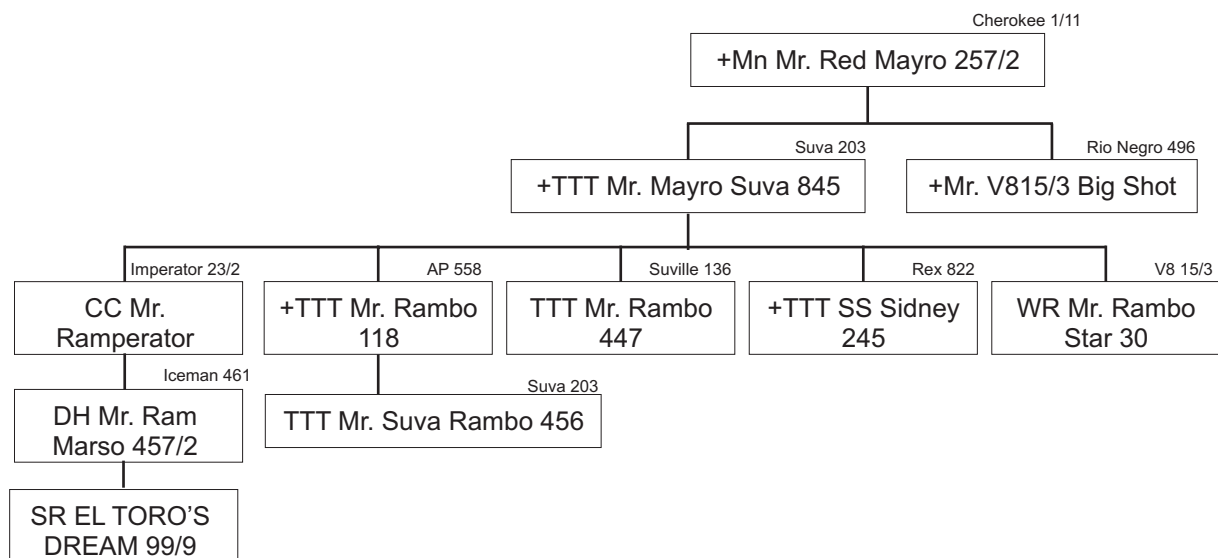 Cherokee 1/11
+Mn Mr. Red Mayro 257/2
Suva 203
Rio Negro 496
+TTT Mr. Mayro Suva 845
+Mr. V815/3 Big Shot
Imperator 23/2
AP 558
Suville 136
Rex 822
V8 15/3
CC Mr.
Ramperator
+TTT Mr. Rambo
118
TTT Mr. Rambo
447
+TTT SS Sidney
245
WR Mr. Rambo
Star 30
Iceman 461
Suva 203
DH Mr. Ram
Marso 457/2
TTT Mr. Suva Rambo 456
SR EL TORO’S
DREAM 99/9